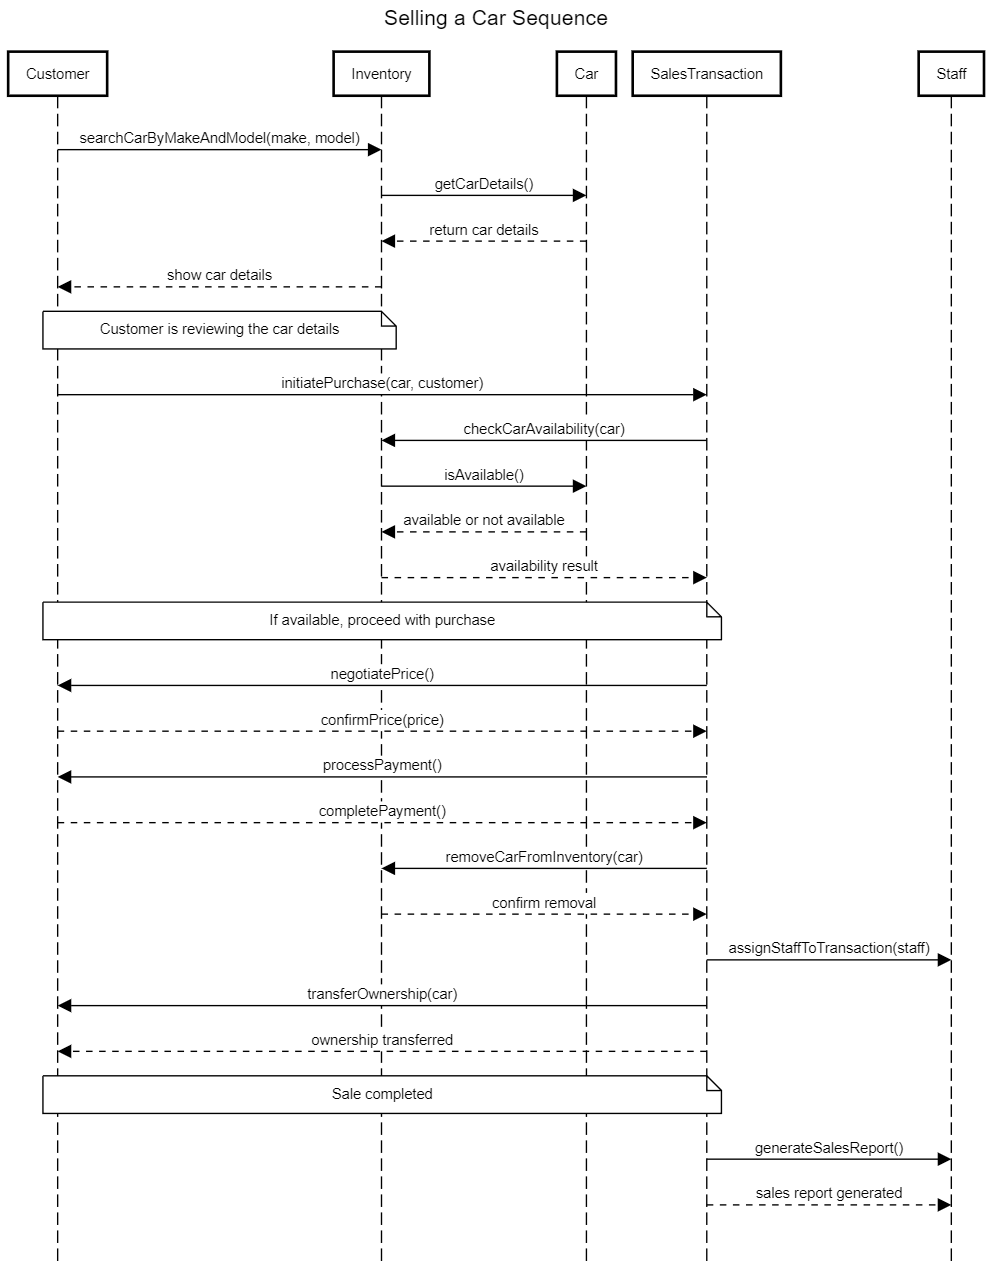 Selling a Car Sequence
Customer
Inventory
Car
SalesTransaction
Staff
searchCarByMakeAndModel(make, model)
getCarDetails()
return car details
show car details
Customer is reviewing the car details
initiatePurchase(car, customer)
checkCarAvailability(car)
isAvailable()
available or not available
availability result
If available, proceed with purchase
negotiatePrice()
confirmPrice(price)
processPayment()
completePayment()
removeCarFromInventory(car)
confirm removal
assignStaffToTransaction(staff)
transferOwnership(car)
ownership transferred
Sale completed
generateSalesReport()
sales report generated